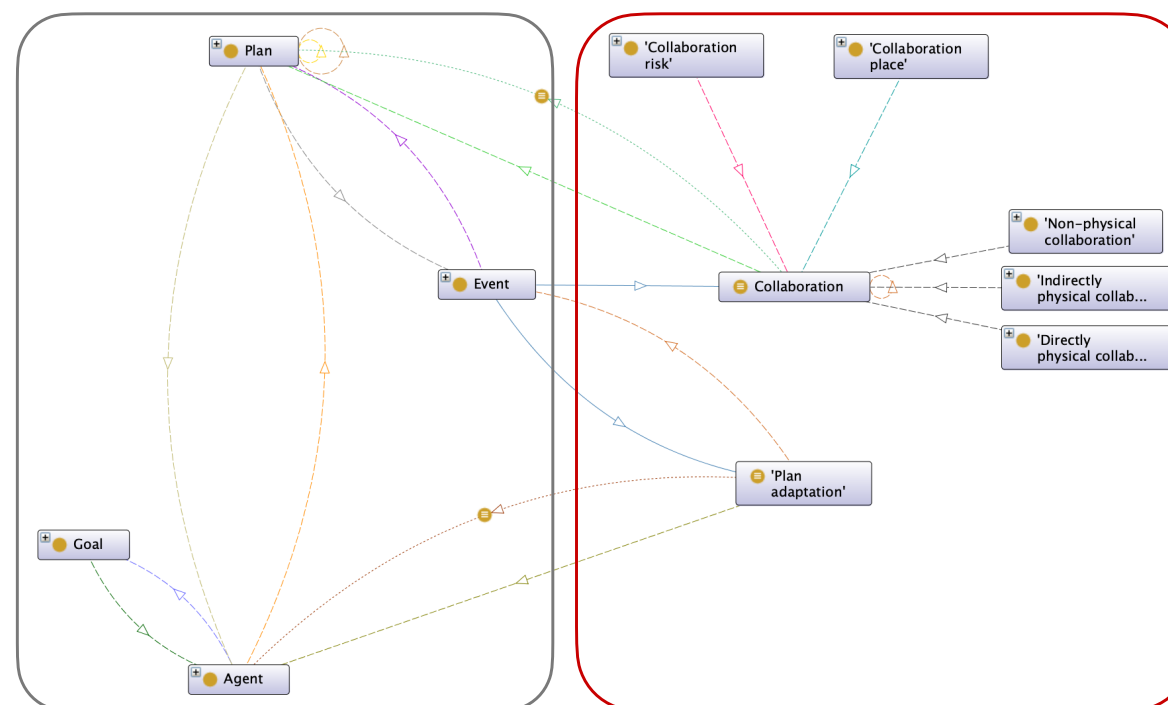 Plan
'Collaboration
risk'
'Collaboration
place'
'Non-physical
collaboration'
Event
Collaboration
'Indirectly
physical collab...
'Directly
physical collab...
'Plan
adaptation'
Goal
Agent